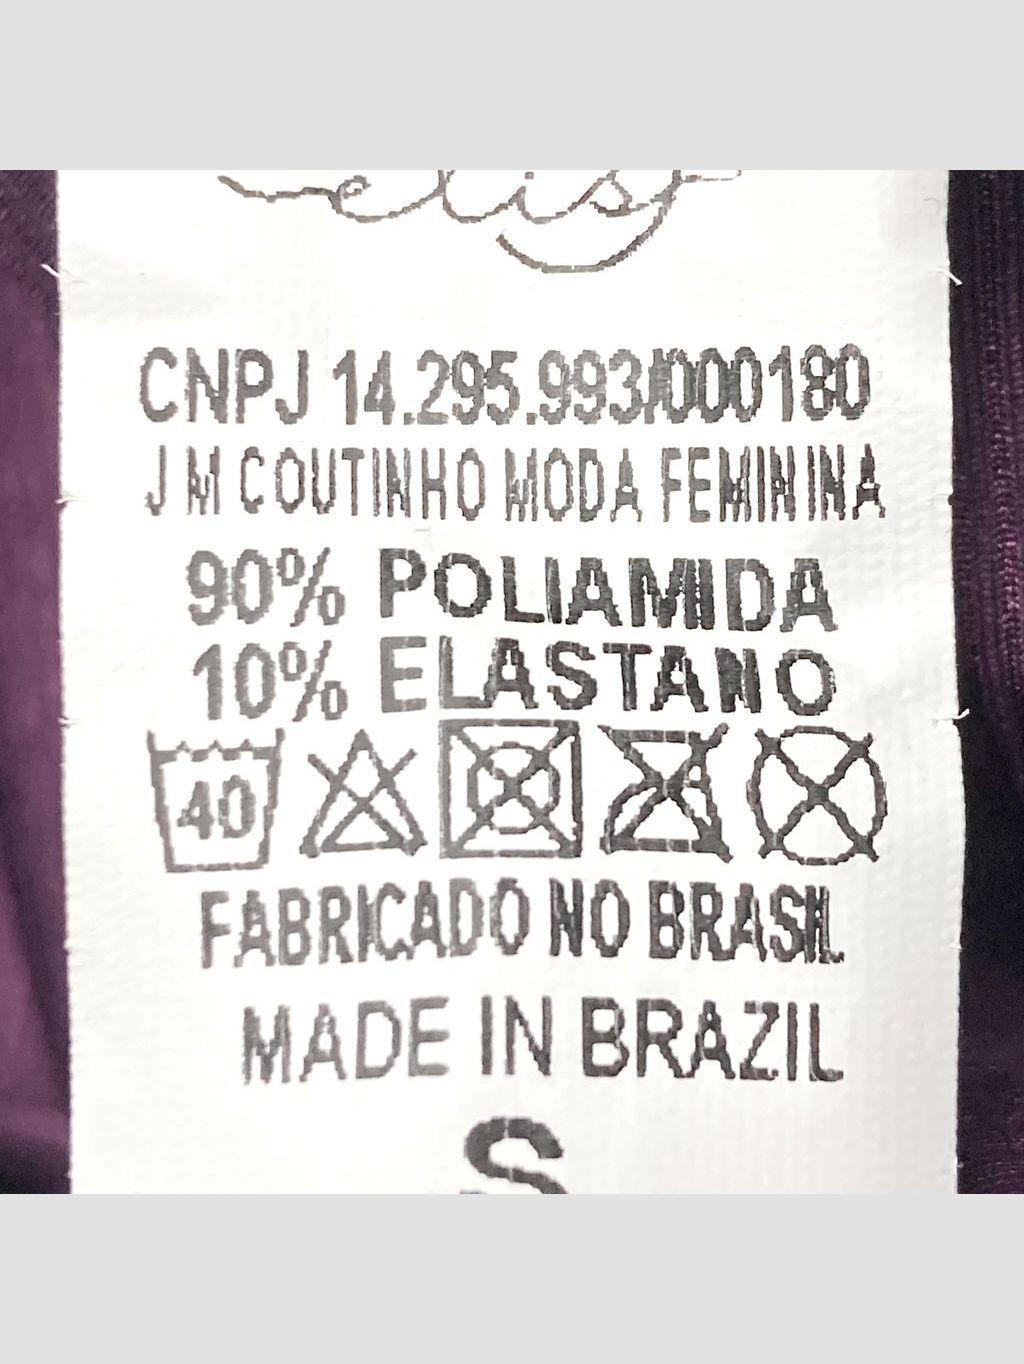 elis
CNPJ 14.295.993/000180
J M COUTINHO MODA FEMININA
90% POLIAMIDA
10% ELASTANO
40
FABRICADO NO BRASIL
MADE IN BRAZIL
S